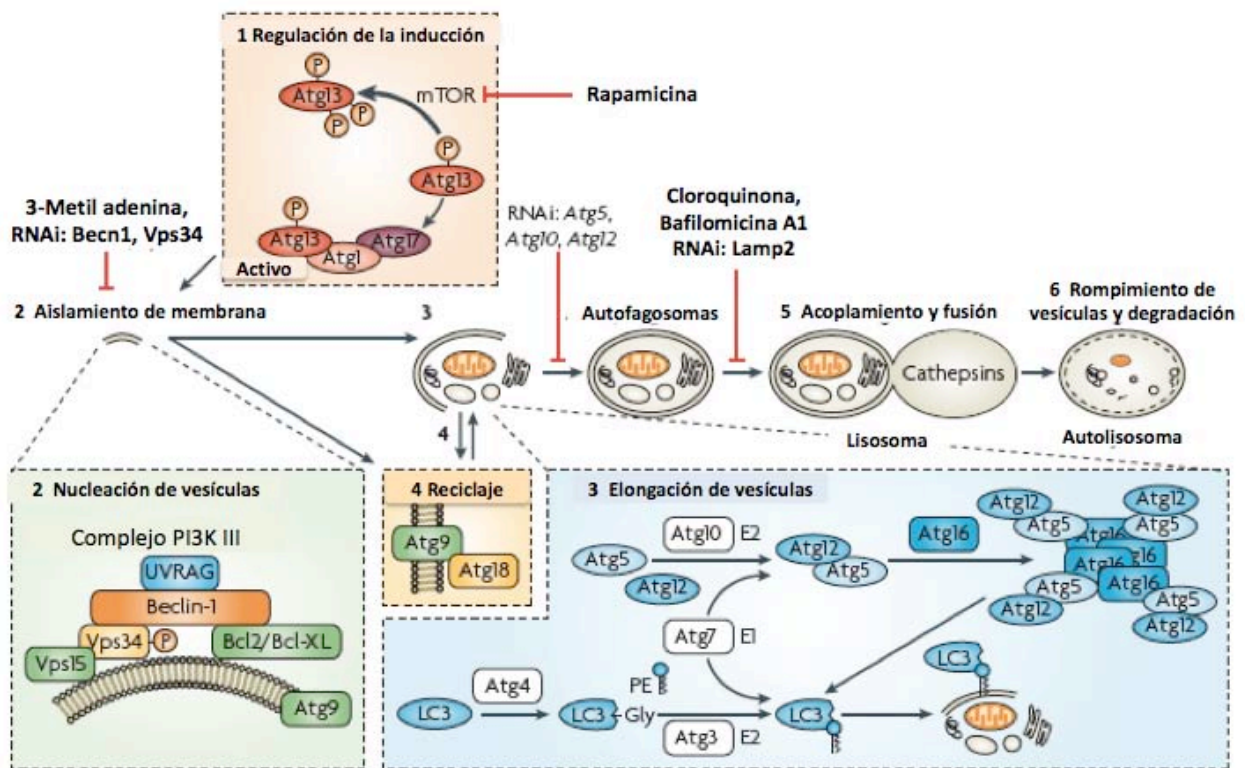 1 Regulación de la inducción
P
Atg13
P
P
mTOR
Rapamicina
P
Atg13
P
Atg13
Atg1
Atg17
Activo
3-Metil adenina,
RNAi: Becn1, Vps34
RNAi: Atg5,
Atg10, Atg12
Cloroquinona,
Bafilomicina A1
RNAi: Lamp2
2 Aislamiento de membrana
3
Autofagosomas
5 Acoplamiento y fusión
6 Rompimiento de
vesículas y degradación
Cathepsins
Lisosoma
Autolisosoma
4
2 Nucleación de vesículas
Complejo PI3K III
UVRAG
Beclin-1
Vps34
P
Bcl2/Bcl-XL
Vps15
Atg9
4 Reciclaje
Atg9
Atg18
3 Elongación de vesículas
Atg5
Atg12
Atg10 E2
Atg12
Atg5
Atg16
Atg12
Atg5
Atg12
Atg5
Atg16
Atg16
Atg16
Atg16
Atg5
Atg12
Atg5
Atg12
Atg7 E1
LC3
Atg4
LC3
Gly
PE
Atg3 E2
LC3
LC3